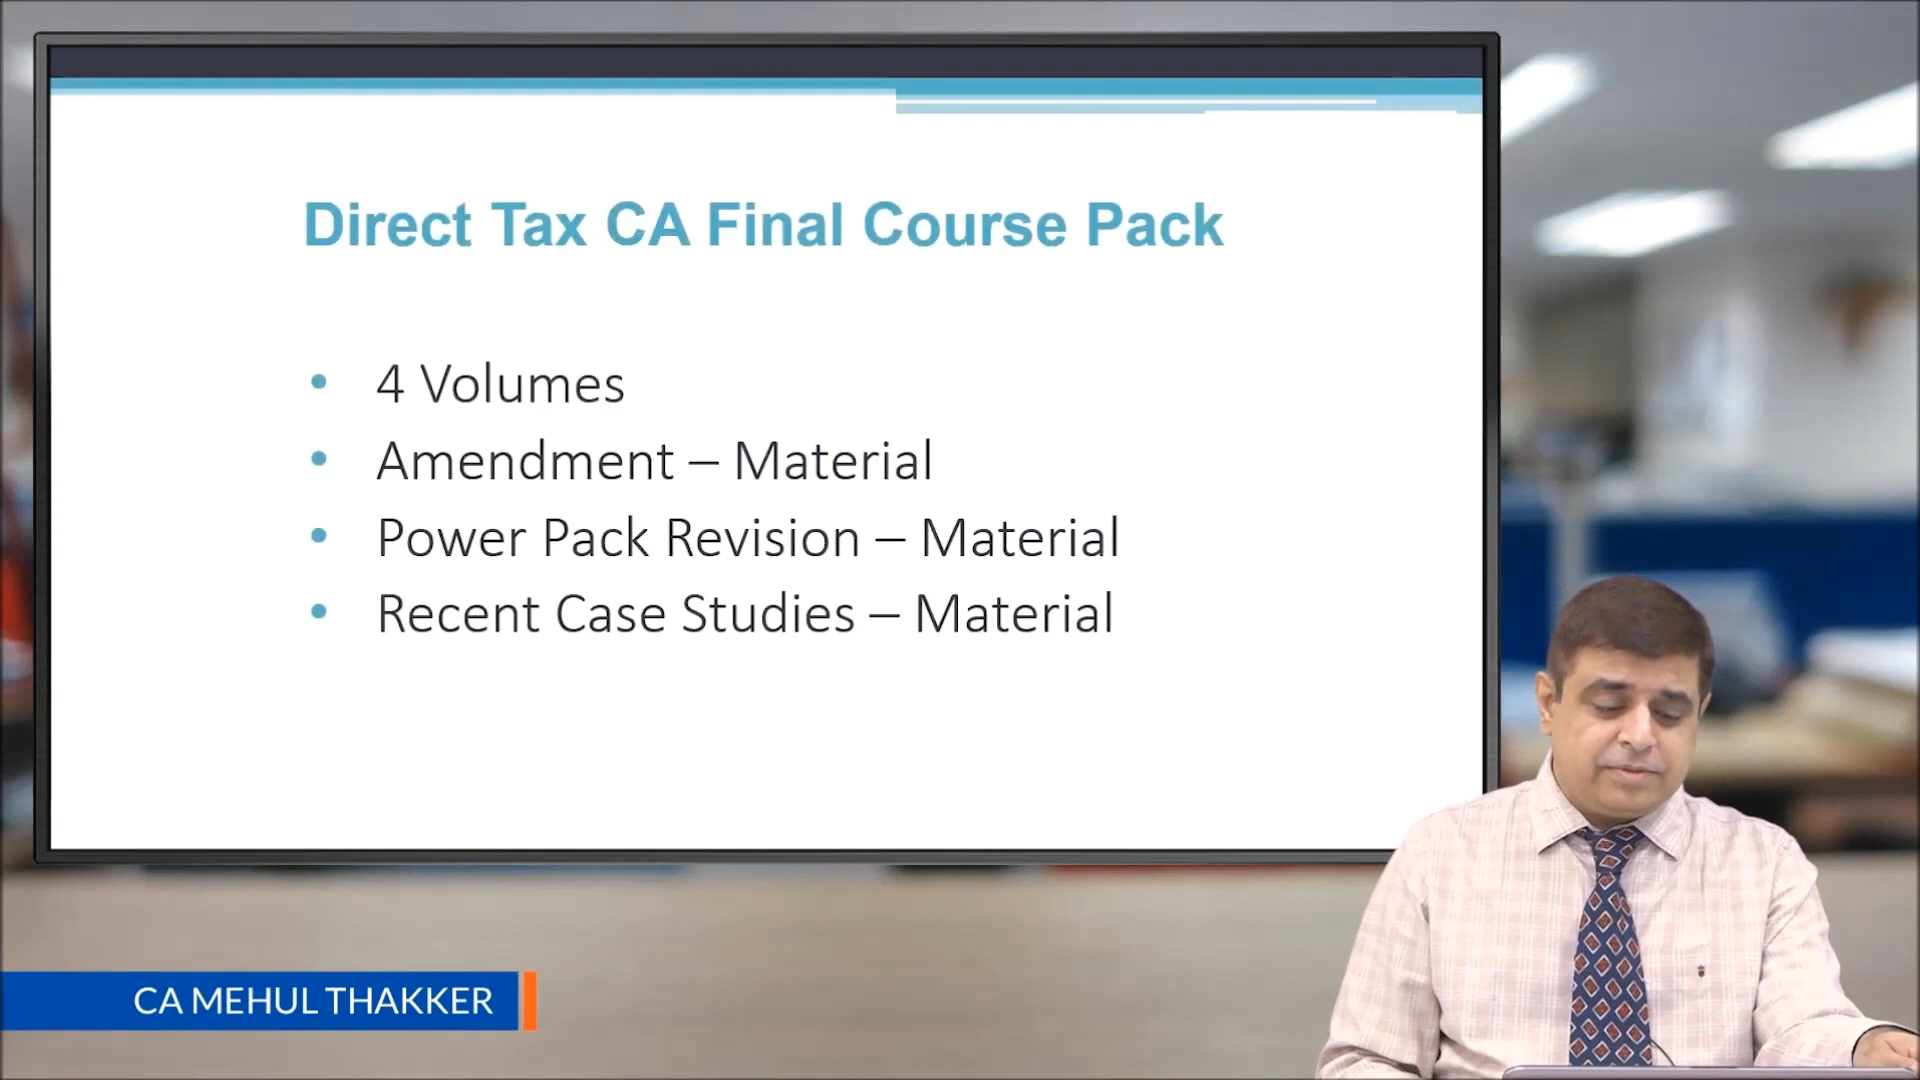 Direct Tax CA Final Course Pack
• 4 Volumes
• Amendment – Material
• Power Pack Revision – Material
• Recent Case Studies – Material
CA MEHUL THAKKER